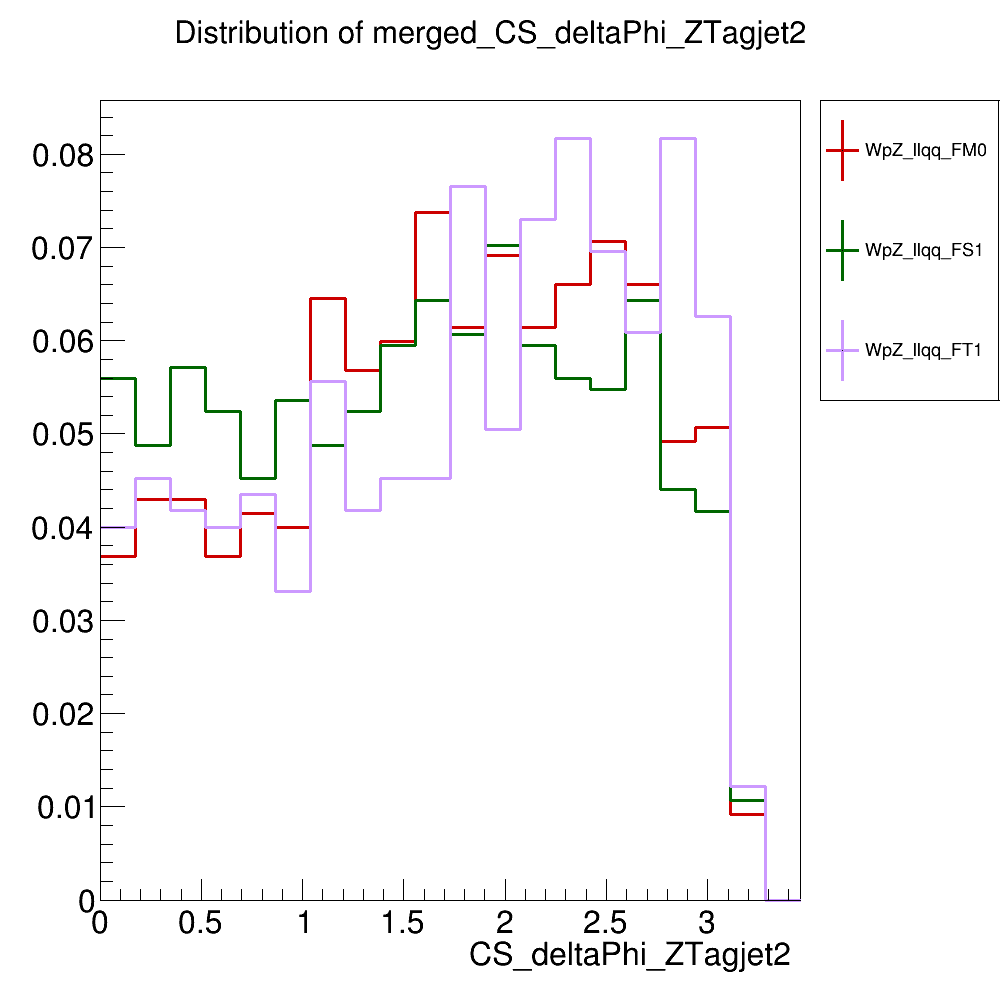 Distribution of merged_CS_deltaPhi_ZTagjet2
WpZ_llqq_FM0
WpZ_llqq_FS1
WpZ_llqq_FT1
0.08
0.07
0.06
0.05
0.04
0.03
0.02
0.01
0
0 0.5 1 1.5 2 2.5 3
CS_deltaPhi_ZTagjet2